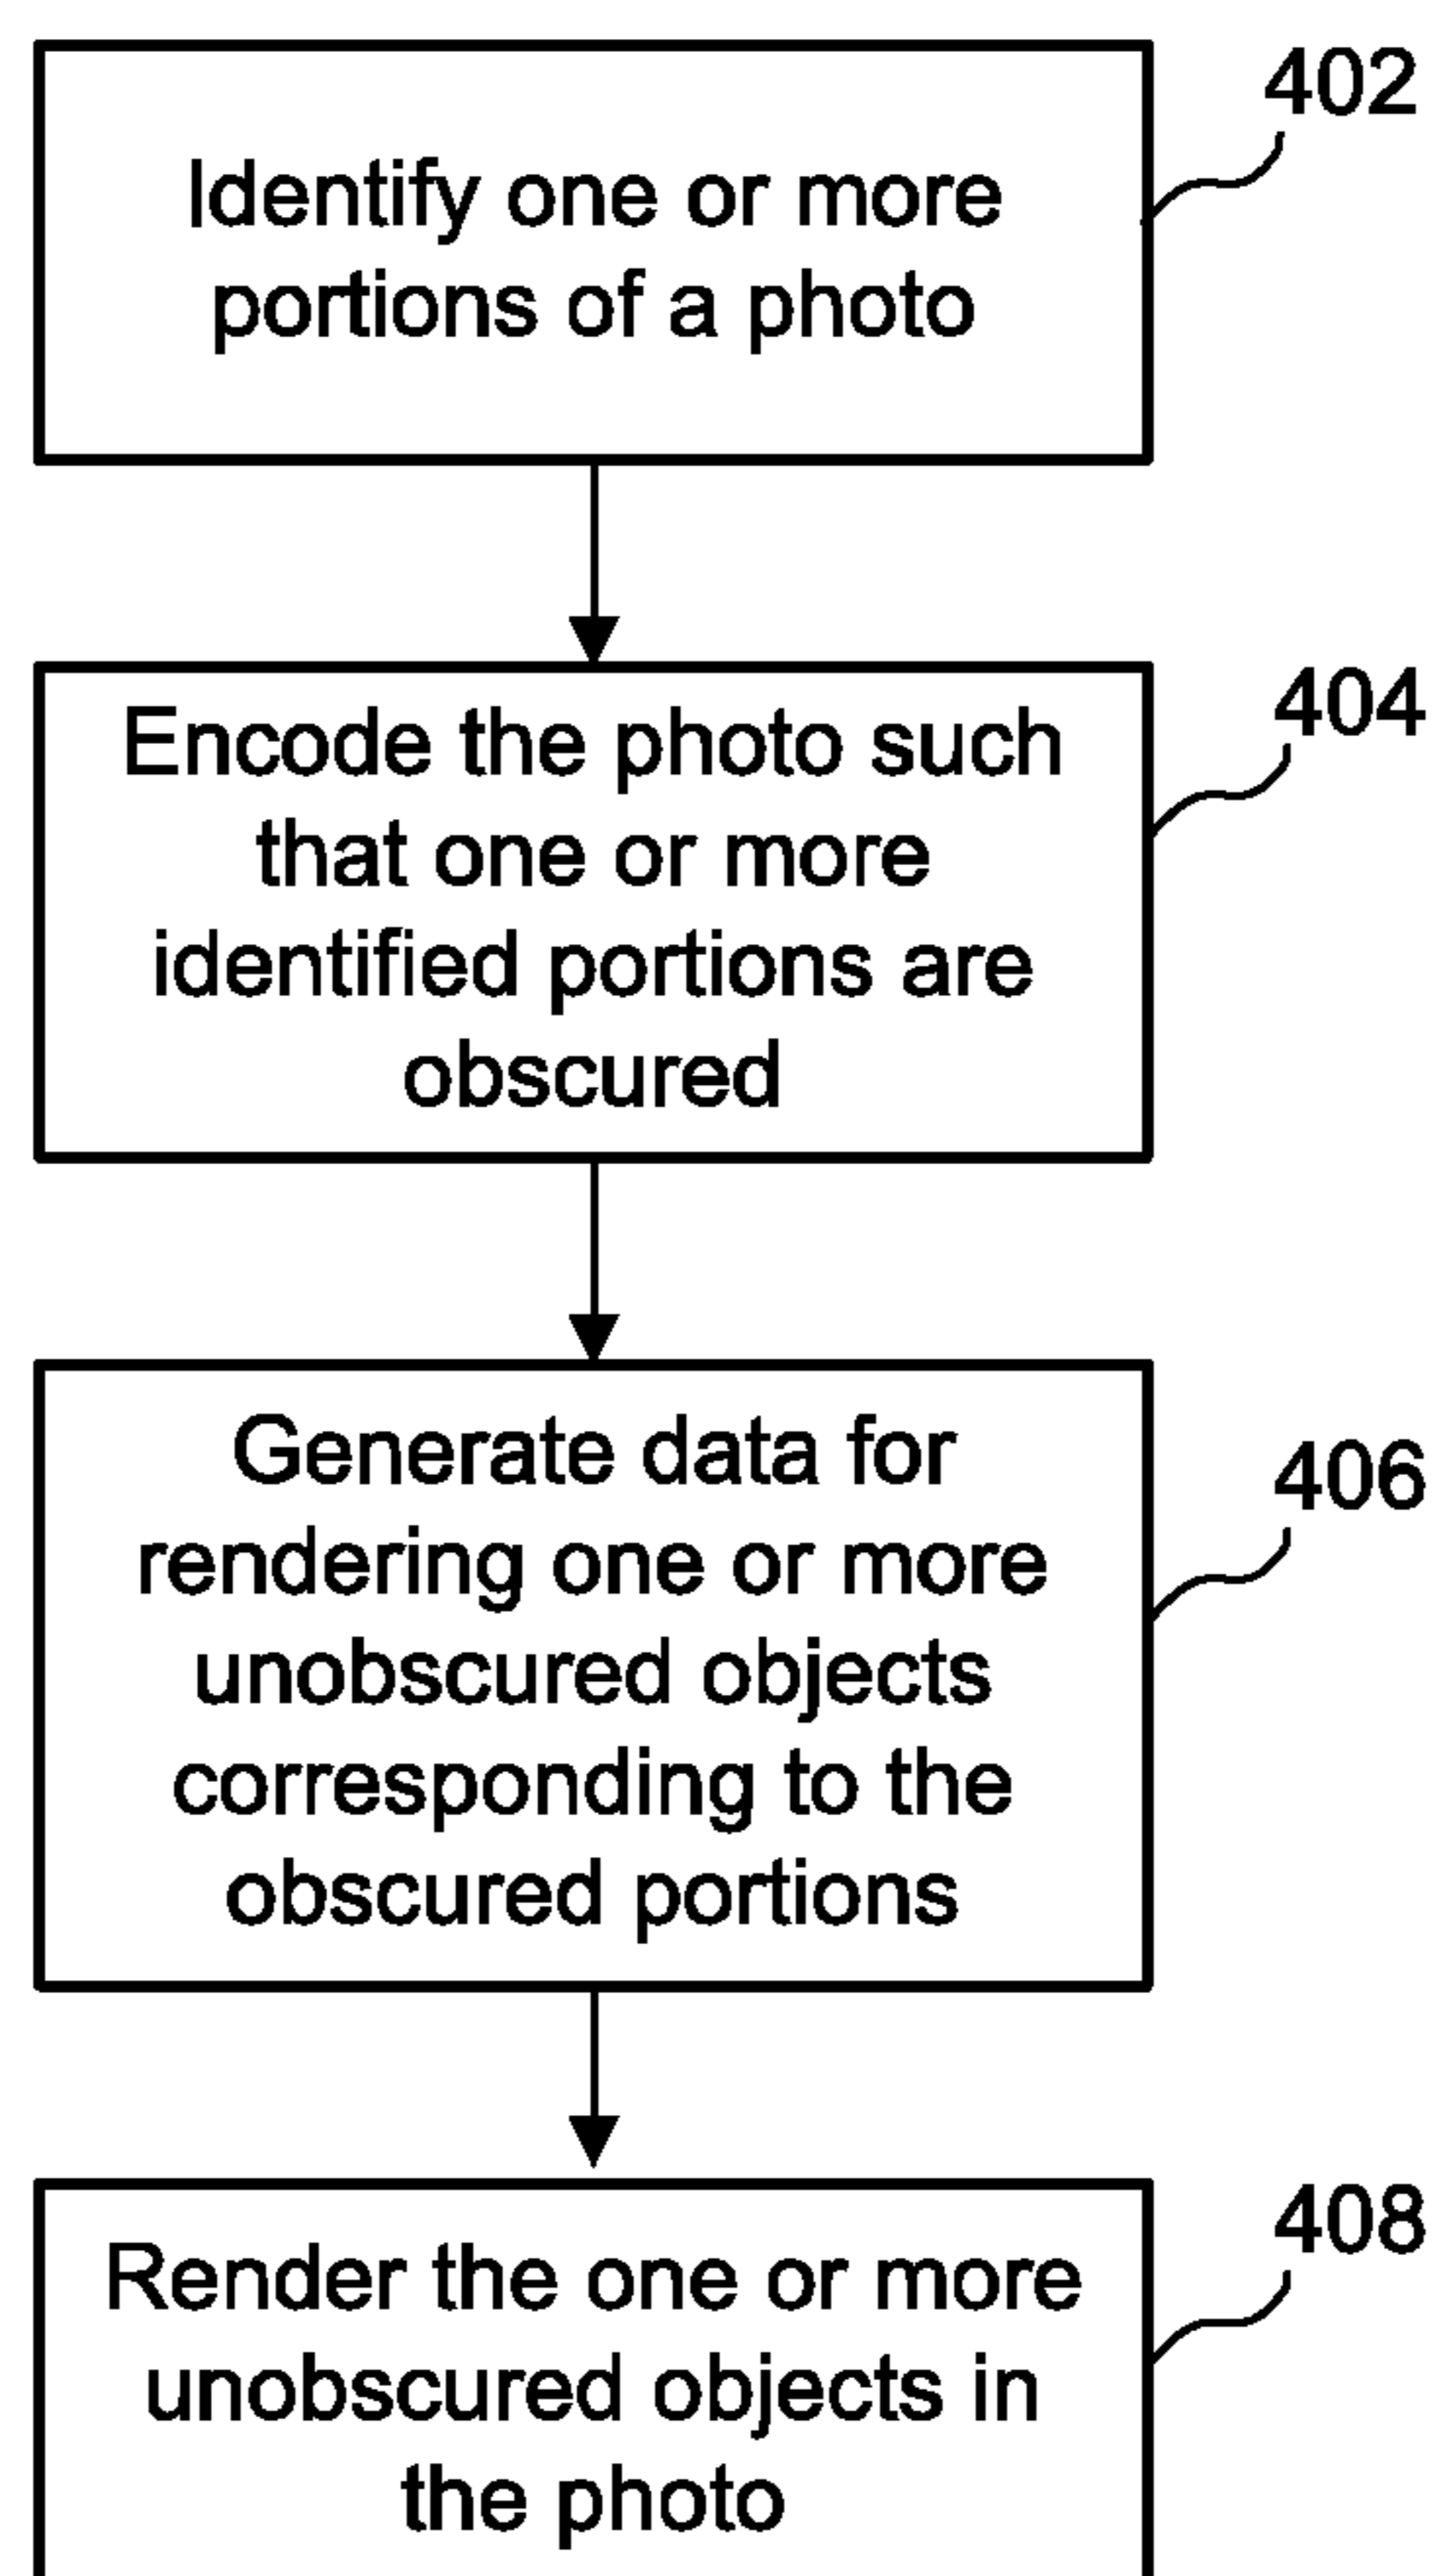 402
Identify one or more
portions of a photo
404
Encode the photo such
that one or more
identified portions are
obscured
406
Generate data for
rendering one or more
unobscured objects
corresponding to the
obscured portions
408
Render the one or more
unobscured objects in
the photo